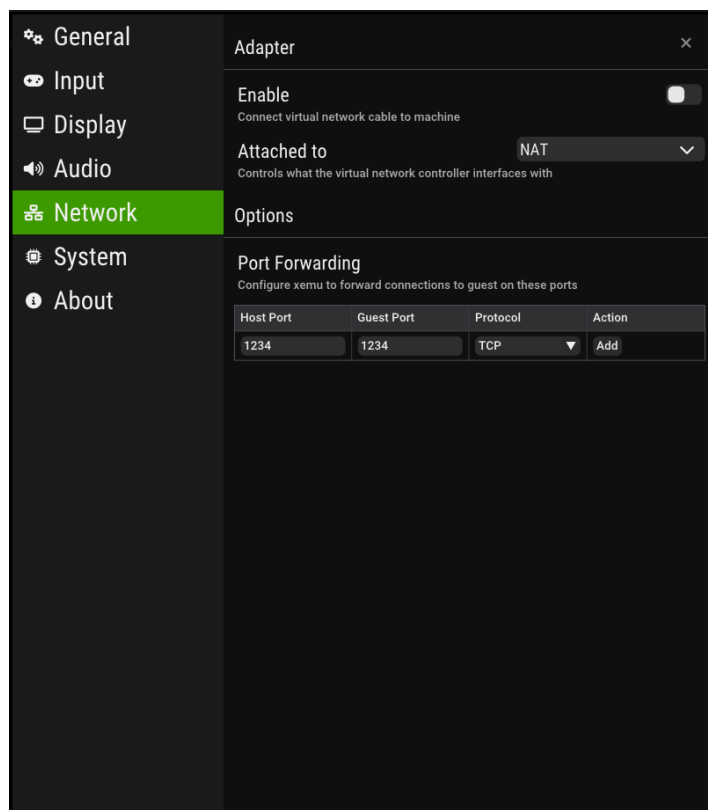 General
Input
Display
Audio
Network
System
About
Adapter
Enable
Connect virtual network cable to machine
Attached to
NAT
Controls what the virtual network controller interfaces with
Options
Port Forwarding
Configure xemu to forward connections to guest on these ports
Host Port Guest Port Protocol Action
1234 1234 TCP Add